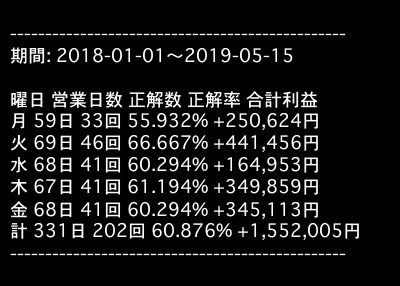 ------------------------------------------------
期間: 2018-01-01〜2019-05-15
曜日 営業日数 正解数 正解率 合計利益
月 59日 33回 55.932% +250,624円
火 69日 46回 66.667% +441,456円
水 68日 41回 60.294% +164,953円
木 67日 41回 61.194% +349,859円
金 68日 41回 60.294% +345,113円
計 331日 202回 60.876% +1,552,005円
------------------------------------------------